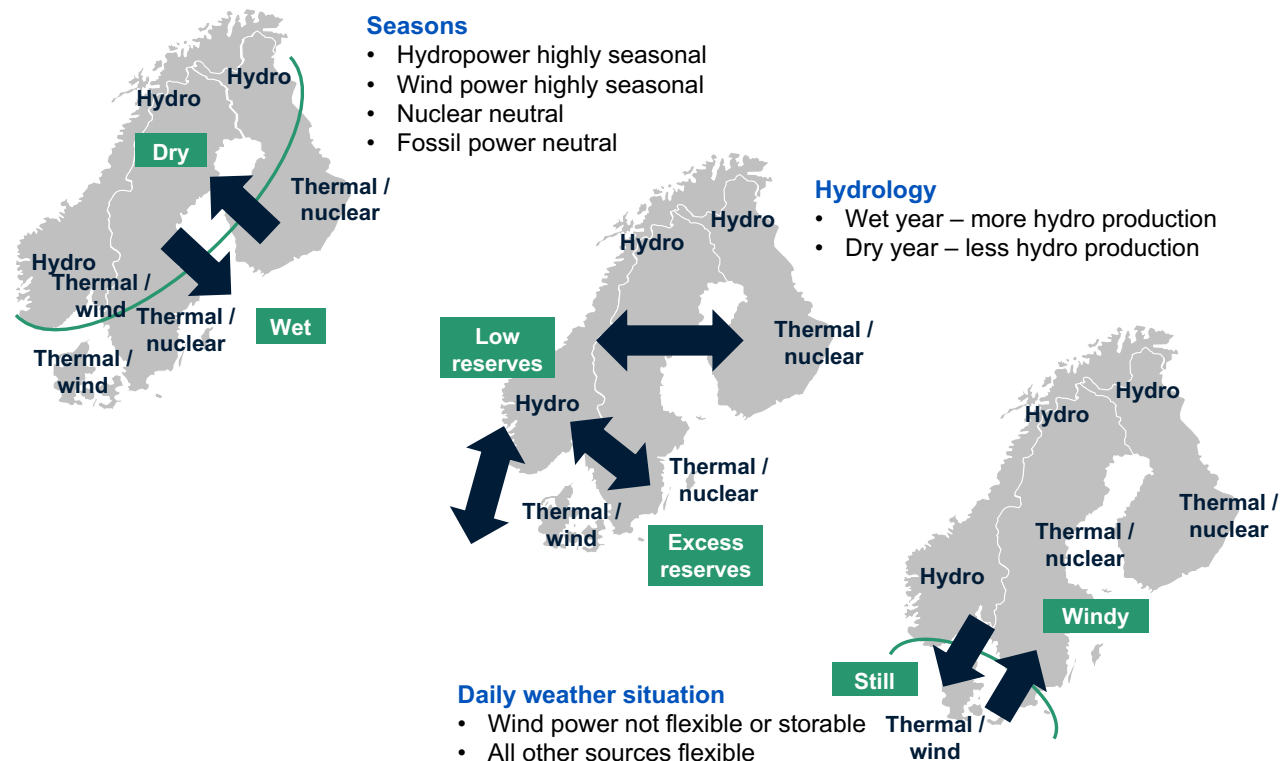 Seasons
• Hydropower highly seasonal
• Wind power highly seasonal
• Nuclear neutral
• Fossil power neutral
Hydro
Hydro
Dry
Thermal /
nuclear
Hydro
Thermal /
wind
Thermal /
nuclear
Wet
Thermal /
wind
Hydrology
• Wet year – more hydro production
• Dry year – less hydro production
Hydro
Hydro
Low
reserves
Thermal /
nuclear
Hydro
Thermal /
nuclear
Thermal /
wind
Excess
reserves
Daily weather situation
• Wind power not flexible or storable
• All other sources flexible
Hydro
Hydro
Thermal /
nuclear
Thermal /
nuclear
Hydro
Windy
Still
Thermal /
wind